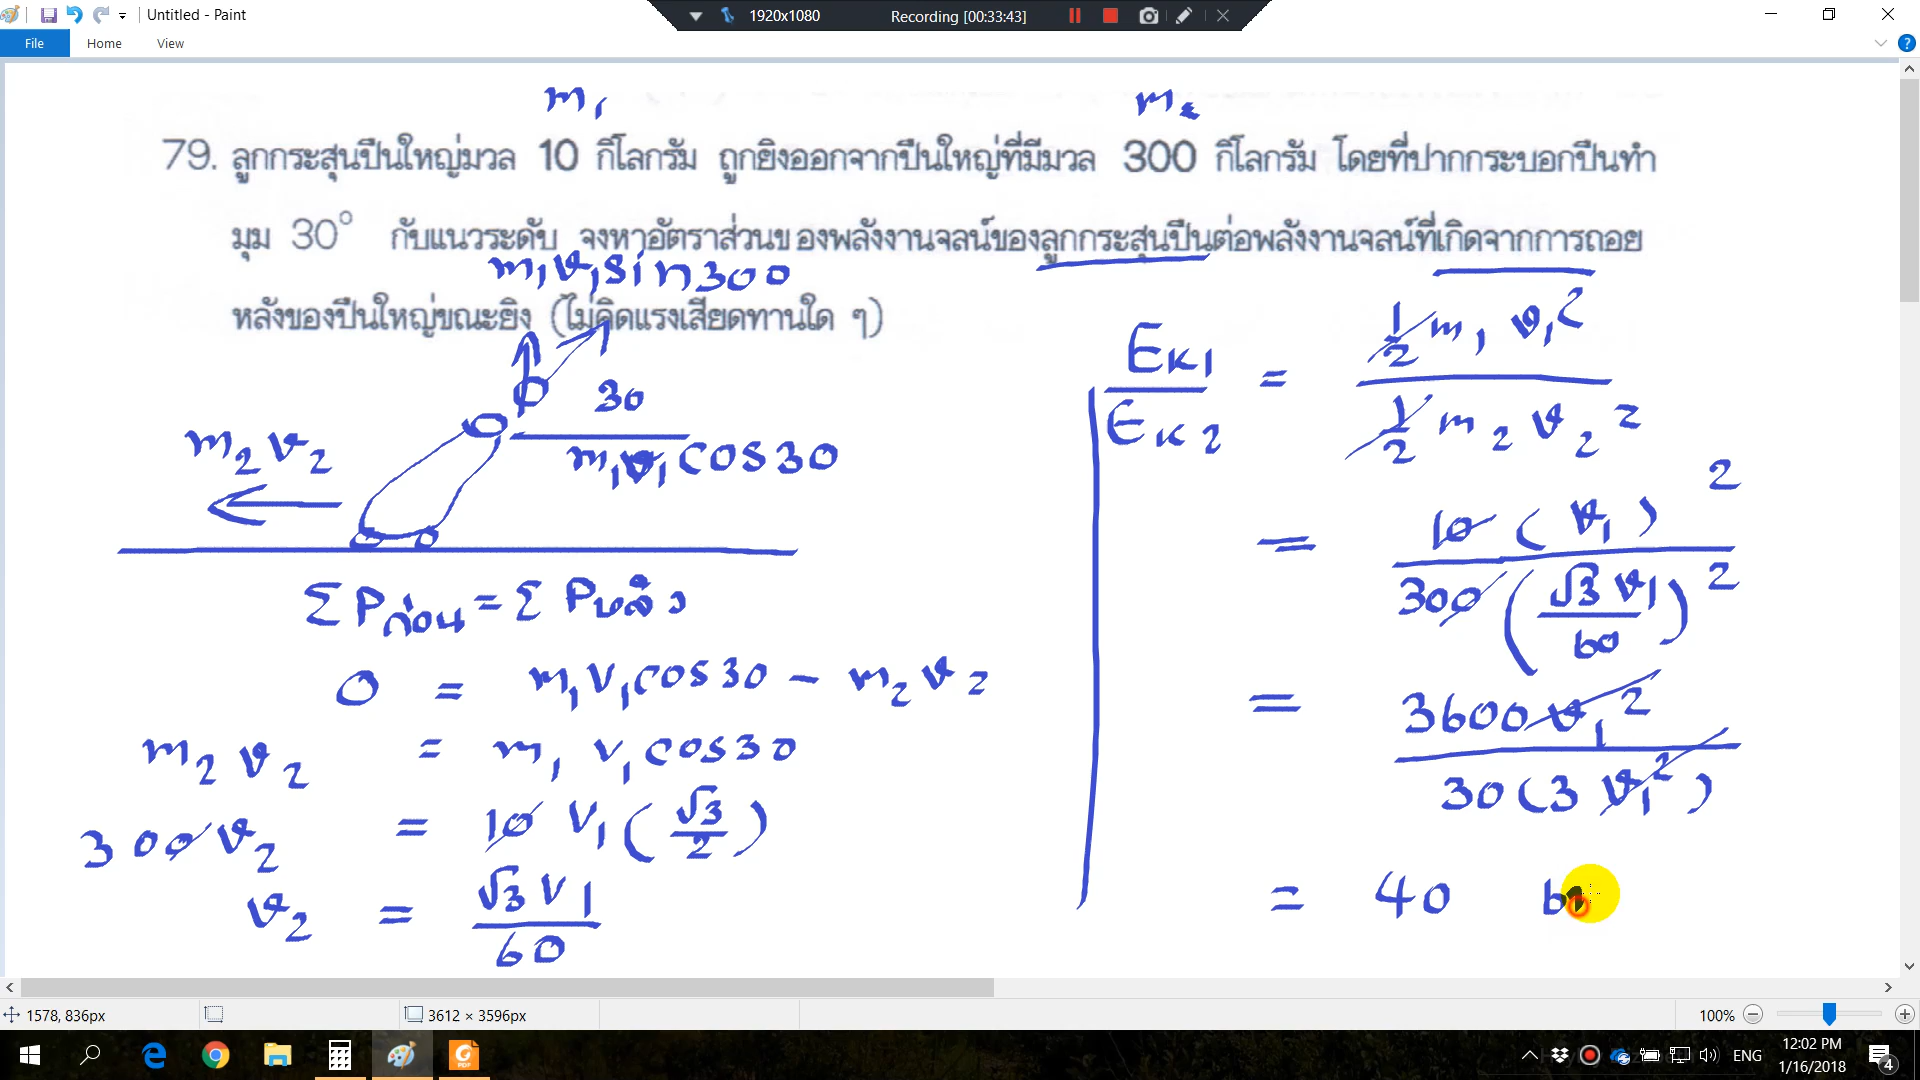 Untitled - Paint
1920x1080
Recording [00:33:43]
File
Home
View
m₁
m₂
79. ลูกกระสุนปืนใหญ่มวล 10 กิโลกรัม ถูกยิงออกจากปืนใหญ่ที่มีมวล 300 กิโลกรัม โดยที่ปากกระบอกปืนทำ
มุม 30° กับแนวระดับ จงหาอัตราส่วนของพลังงานจลน์ของลูกกระสุนปืนต่อพลังงานจลน์ที่เกิดจากการถอย
m₁v₁sin300
หลังของปืนใหญ่ขณะยิง (ไม่คิดแรงเสียดทานใด ๆ)
30
m₂v₂
m₁v₁cos30
Σ Pก่อน = Σ Pหลัง
0 = m₁v₁cos30 - m₂v₂
m₂v₂ = m₁v₁cos30
300v₂ = 10v₁(√3/2)
v₂ = √3v1/60
Eк1/Eк2 = ½m₁v₁²/½m₂v₂²
= 10(v₁)²/300(√3v1/60)²
= 3600v₁²/30(3v₁²)
= 40
1578, 836px
3612 × 3596px
100%
ENG
12:02 PM
1/16/2018
4